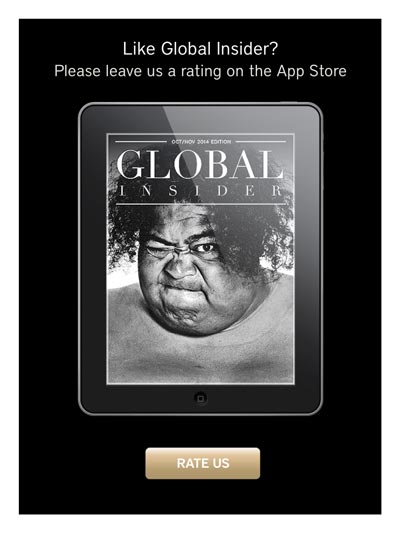 Like Global Insider?
Please leave us a rating on the App Store
OCT/NOV 2014 EDITION
GLOBAL
INSIDER
RATE US